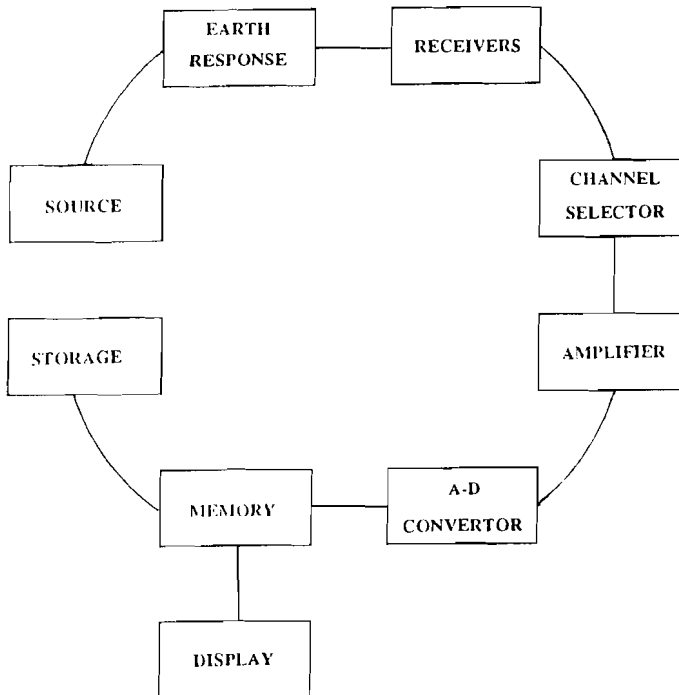 EARTH
RESPONSE
RECEIVERS
SOURCE
CHANNEL
SELECTOR
STORAGE
AMPLIFIER
MEMORY
A-D
CONVERTOR
DISPLAY